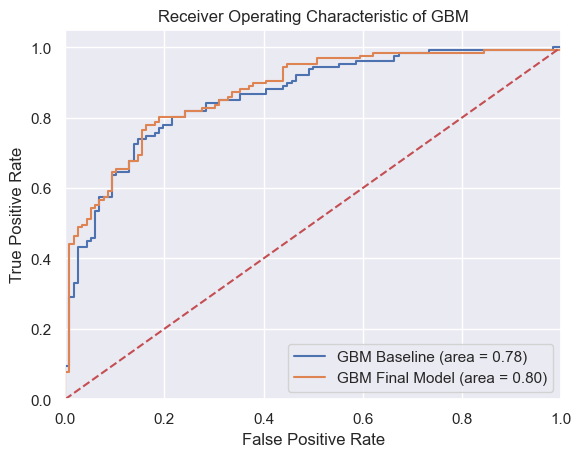 Receiver Operating Characteristic of GBM
1.0
0.8
0.6
0.4
0.2
0.0
True Positive Rate
GBM Baseline (area = 0.78)
GBM Final Model (area = 0.80)
0.0 0.2 0.4 0.6 0.8 1.0
False Positive Rate